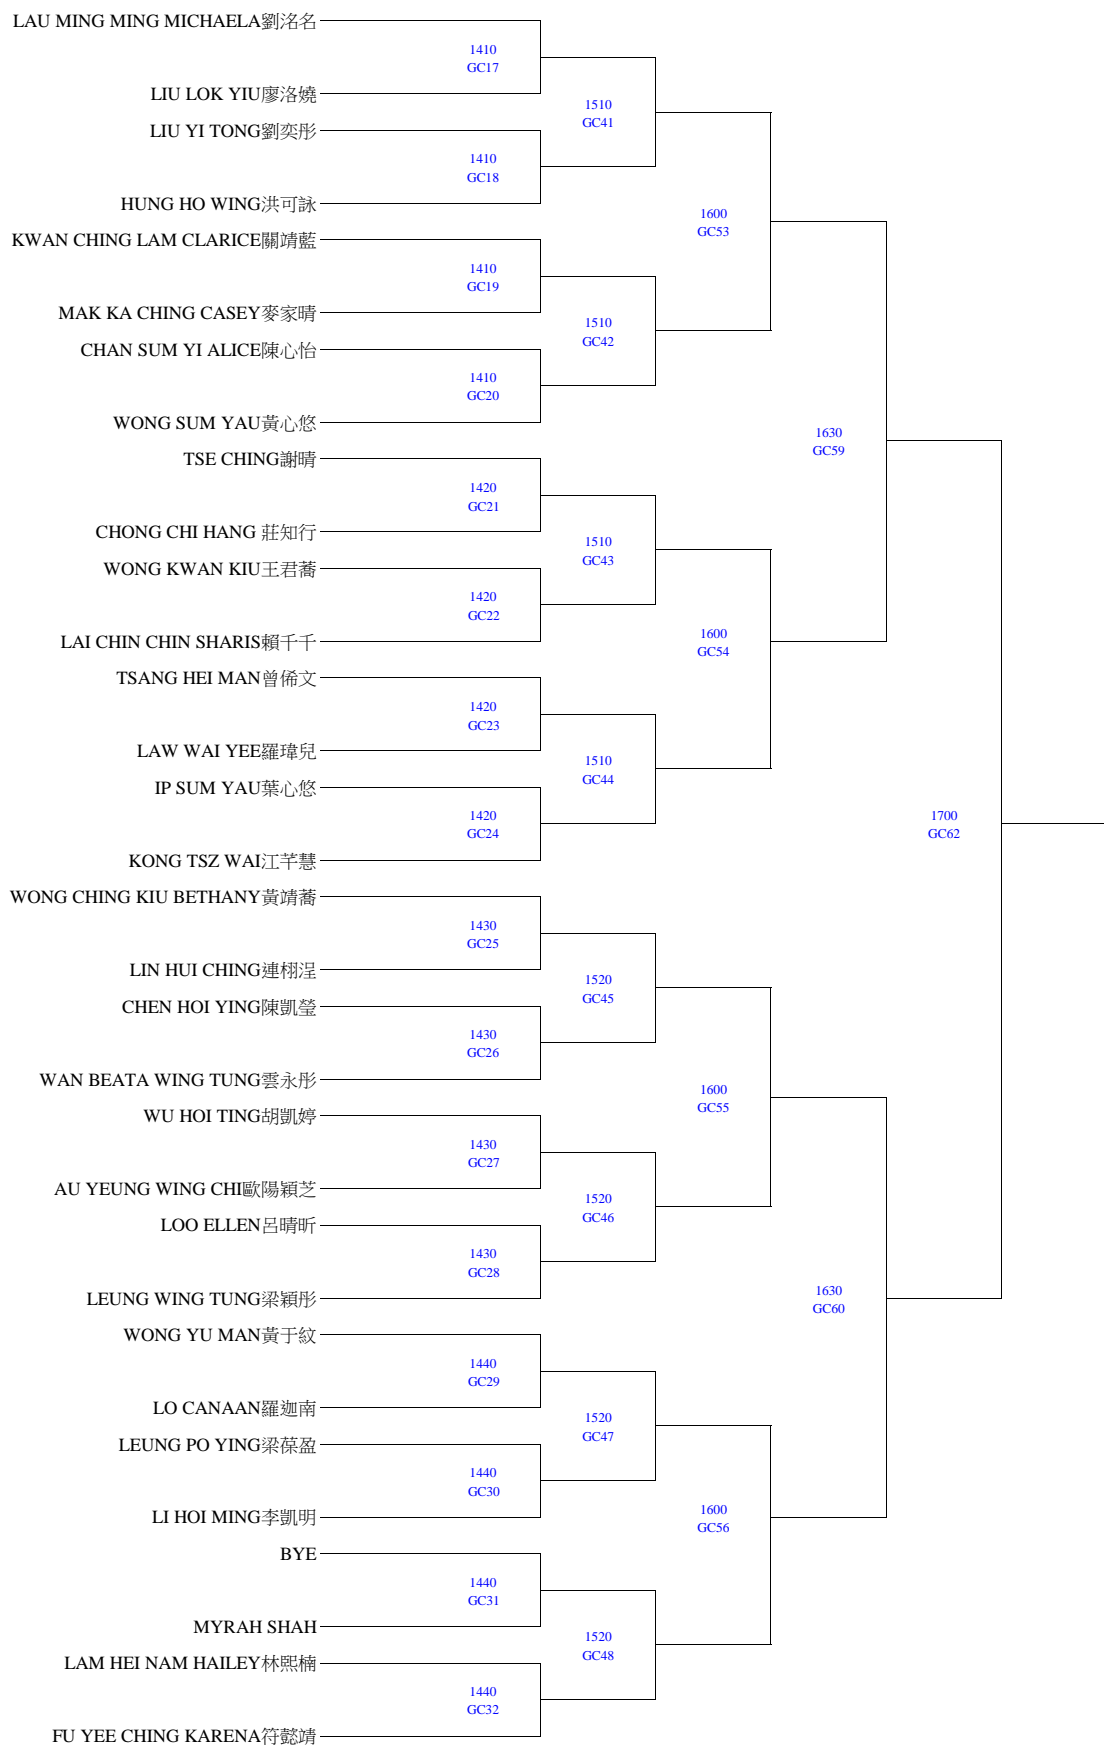 LAU MING MING MICHAELA劉洺名
1410
GC17
LIU LOK YIU廖洛嬈
1510
GC41
LIU YI TONG劉奕彤
1410
GC18
HUNG HO WING洪可詠
1600
GC53
KWAN CHING LAM CLARICE關靖藍
1410
GC19
MAK KA CHING CASEY麥家晴
1510
GC42
CHAN SUM YI ALICE陳心怡
1410
GC20
WONG SUM YAU黃心悠
1630
GC59
TSE CHING謝晴
1420
GC21
CHONG CHI HANG 莊知行
1510
GC43
WONG KWAN KIU王君蕎
1420
GC22
LAI CHIN CHIN SHARIS賴千千
1600
GC54
TSANG HEI MAN曾俙文
1420
GC23
LAW WAI YEE羅瑋兒
1510
GC44
IP SUM YAU葉心悠
1420
GC24
1700
GC62
KONG TSZ WAI江芊慧
WONG CHING KIU BETHANY黃靖蕎
1430
GC25
LIN HUI CHING連栩浧
1520
GC45
CHEN HOI YING陳凱瑩
1430
GC26
WAN BEATA WING TUNG雲永彤
1600
GC55
WU HOI TING胡凱婷
1430
GC27
AU YEUNG WING CHI歐陽穎芝
1520
GC46
LOO ELLEN呂晴昕
1430
GC28
LEUNG WING TUNG梁穎彤
1630
GC60
WONG YU MAN黃于紋
1440
GC29
LO CANAAN羅迦南
1520
GC47
LEUNG PO YING梁葆盈
1440
GC30
LI HOI MING李凱明
1600
GC56
BYE
1440
GC31
MYRAH SHAH
1520
GC48
LAM HEI NAM HAILEY林熙楠
1440
GC32
FU YEE CHING KARENA符懿靖